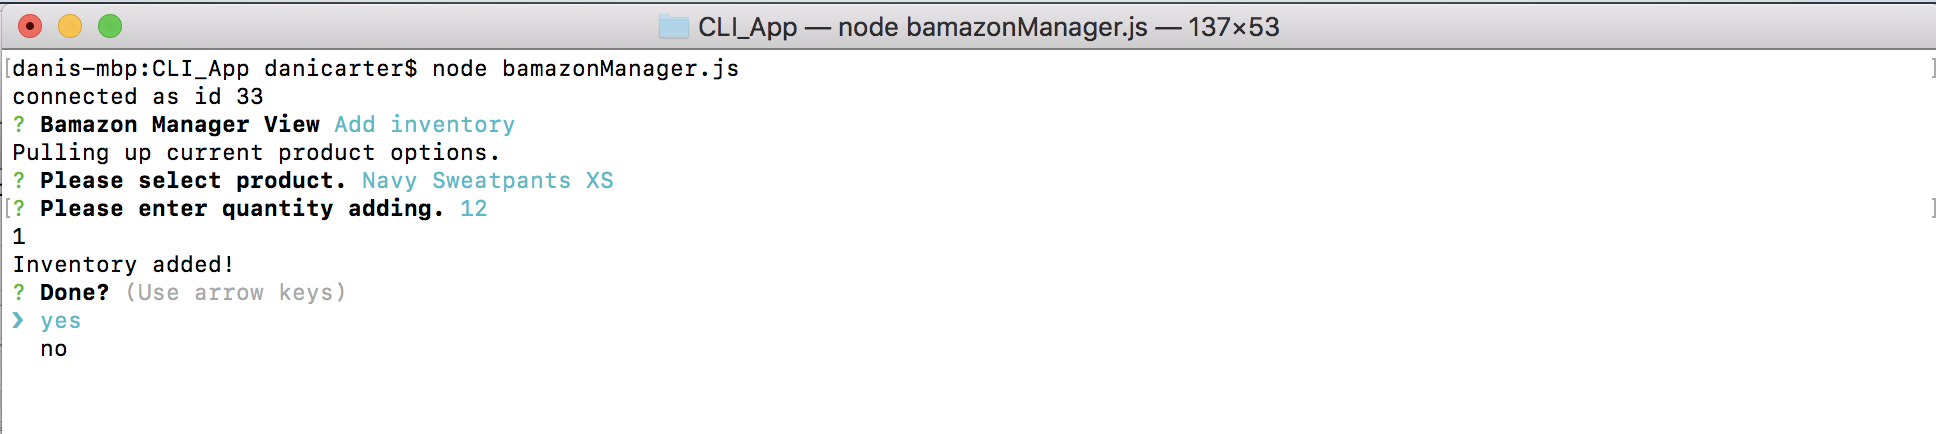 CLI_App — node bamazonManager.js — 137×53
[danis-mbp:CLI_App danicarter$ node bamazonManager.js ]
connected as id 33
? Bamazon Manager View Add inventory
Pulling up current product options.
? Please select product. Navy Sweatpants XS
[? Please enter quantity adding. 12 ]
1
Inventory added!
? Done? (Use arrow keys)
❯ yes
no